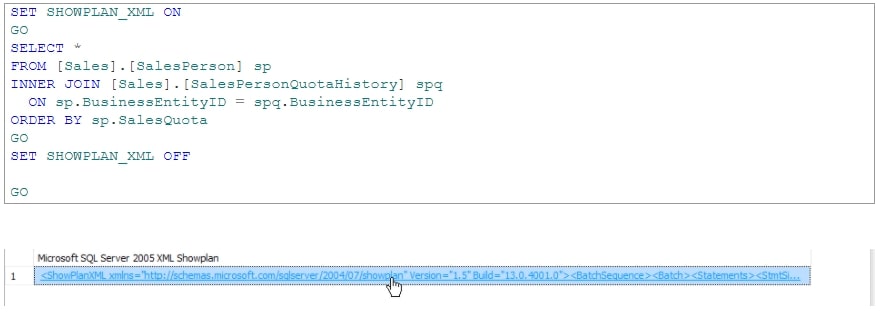 SET SHOWPLAN_XML ON
GO
SELECT *
FROM [Sales].[SalesPerson] sp
INNER JOIN [Sales].[SalesPersonQuotaHistory] spq
ON sp.BusinessEntityID = spq.BusinessEntityID
ORDER BY sp.SalesQuota
GO
SET SHOWPLAN_XML OFF
GO
Microsoft SQL Server 2005 XML Showplan
1 <ShowPlanXML xmlns="http://schemas.microsoft.com/sqlserver/2004/07/showplan" Version="1.5" Build="13.0.4001.0"><BatchSequence><Batch><Statements><StmtSi...